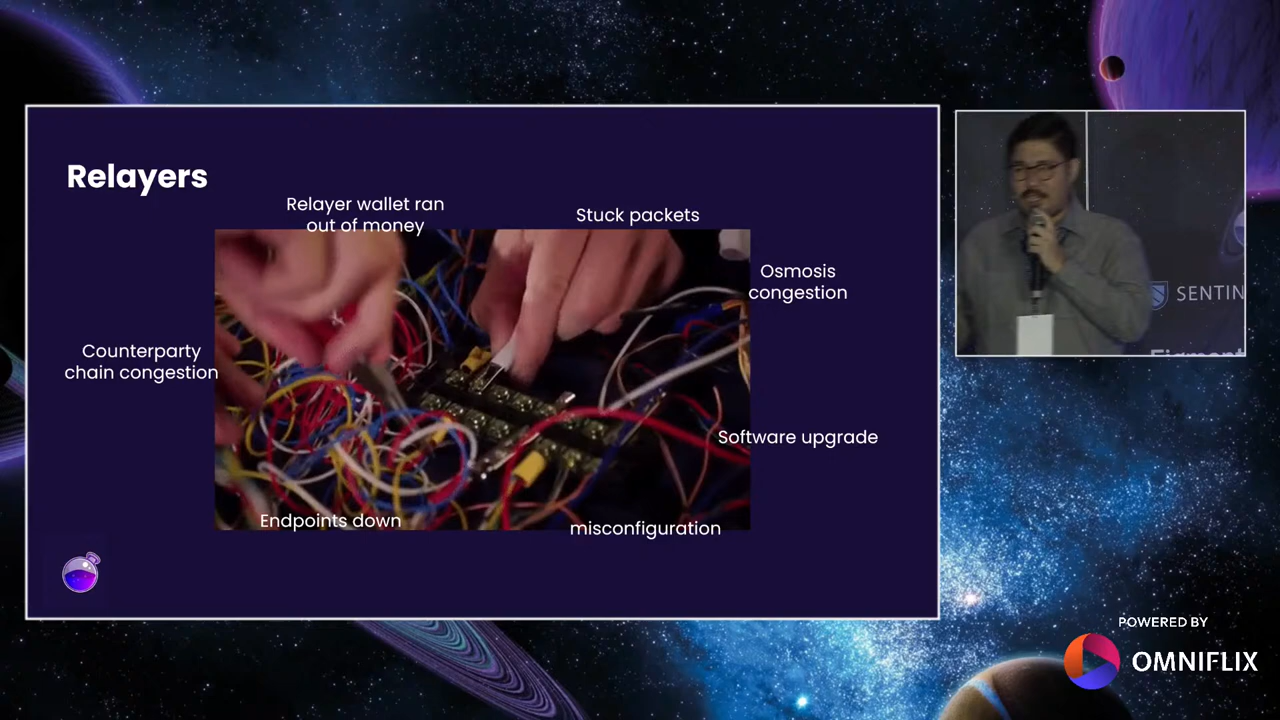 Relayers
Relayer wallet ran
out of money
Stuck packets
Osmosis
congestion
Counterparty
chain congestion
Software upgrade
Endpoints down
misconfiguration
SENTIN
Figment
POWERED BY
OMNIFLIX